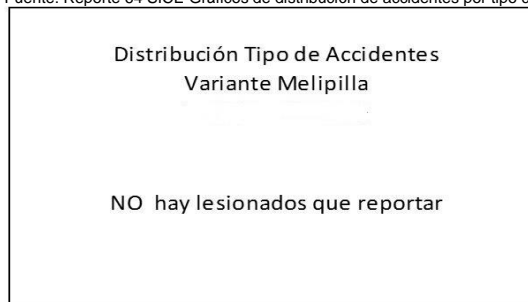 Fuente: Reporte 04 SICE Gráficos de distribución de accidentes por tipo
Distribución Tipo de Accidentes
Variante Melipilla
NO hay lesionados que reportar